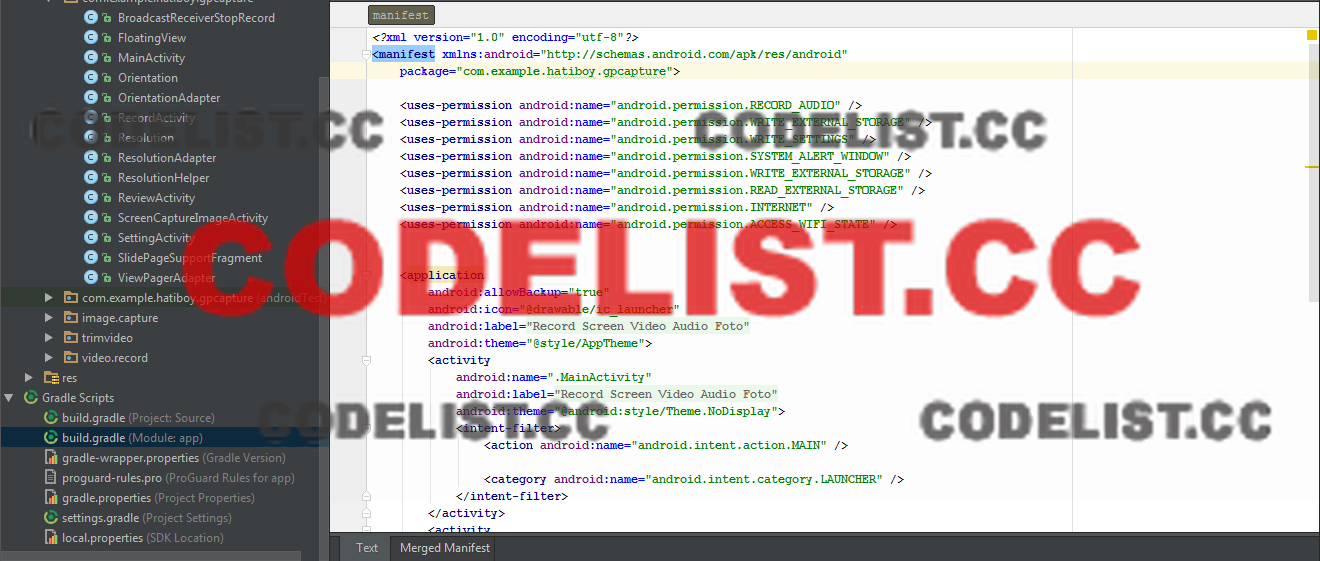 com.example.hatiboy.gpcapture
BroadcastReceiverStopRecord
FloatingView
MainActivity
Orientation
OrientationAdapter
RecordActivity
Resolution
ResolutionAdapter
ResolutionHelper
ReviewActivity
ScreenCaptureImageActivity
SettingActivity
SlidePageSupportFragment
ViewPagerAdapter
com.example.hatiboy.gpcapture (androidTest)
image.capture
trimvideo
video.record
res
Gradle Scripts
build.gradle (Project: Source)
build.gradle (Module: app)
gradle-wrapper.properties (Gradle Version)
proguard-rules.pro (ProGuard Rules for app)
gradle.properties (Project Properties)
settings.gradle (Project Settings)
local.properties (SDK Location)
manifest
<?xml version="1.0" encoding="utf-8"?>
<manifest xmlns:android="http://schemas.android.com/apk/res/android"
package="com.example.hatiboy.gpcapture">
<uses-permission android:name="android.permission.RECORD_AUDIO" />
<uses-permission android:name="android.permission.WRITE_EXTERNAL_STORAGE" />
<uses-permission android:name="android.permission.WRITE_SETTINGS" />
<uses-permission android:name="android.permission.SYSTEM_ALERT_WINDOW" />
<uses-permission android:name="android.permission.WRITE_EXTERNAL_STORAGE" />
<uses-permission android:name="android.permission.READ_EXTERNAL_STORAGE" />
<uses-permission android:name="android.permission.INTERNET" />
<uses-permission android:name="android.permission.ACCESS_WIFI_STATE" />
<application
android:allowBackup="true"
android:icon="@drawable/ic_launcher"
android:label="Record Screen Video Audio Foto"
android:theme="@style/AppTheme">
<activity
android:name=".MainActivity"
android:label="Record Screen Video Audio Foto"
android:theme="@android:style/Theme.NoDisplay">
<intent-filter>
<action android:name="android.intent.action.MAIN" />
<category android:name="android.intent.category.LAUNCHER" />
</intent-filter>
</activity>
<activity
Text Merged Manifest
CODELIST.CC
CODELIST.CC
CODELIST.CC
CODELIST.CC
CODELIST.CC